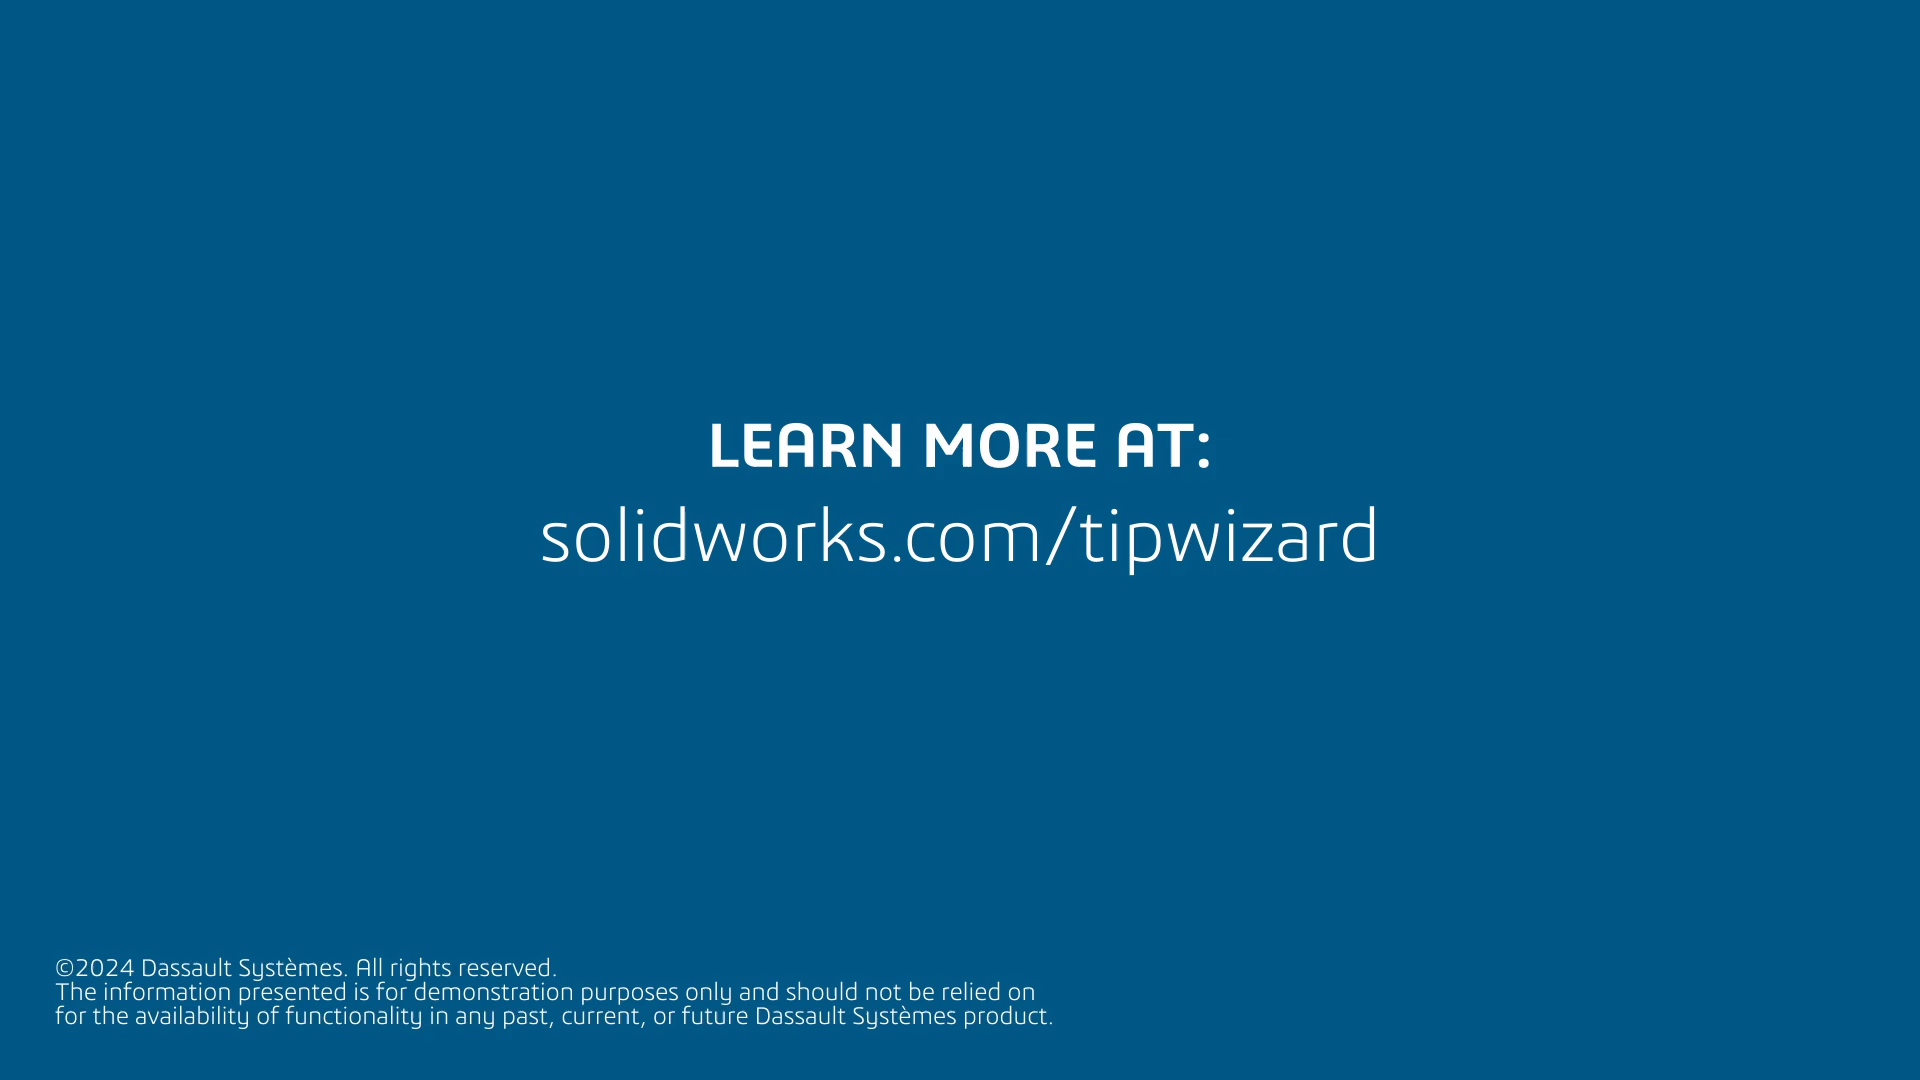 LEARN MORE AT:
solidworks.com/tipwizard
©2024 Dassault Systèmes. All rights reserved.
The information presented is for demonstration purposes only and should not be relied on
for the availability of functionality in any past, current, or future Dassault Systèmes product.